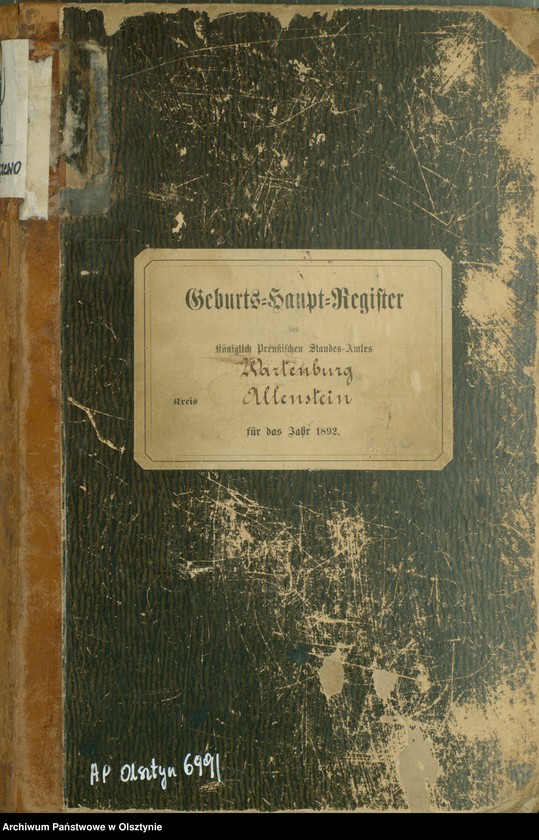 Geburts=Haupt=Register
des
Königlich Preußischen Standes-Amtes
Wartenburg
Kreis Allenstein
für das Jahr 1892.
AP Olsztyn 6991
Archiwum Państwowe w Olsztynie